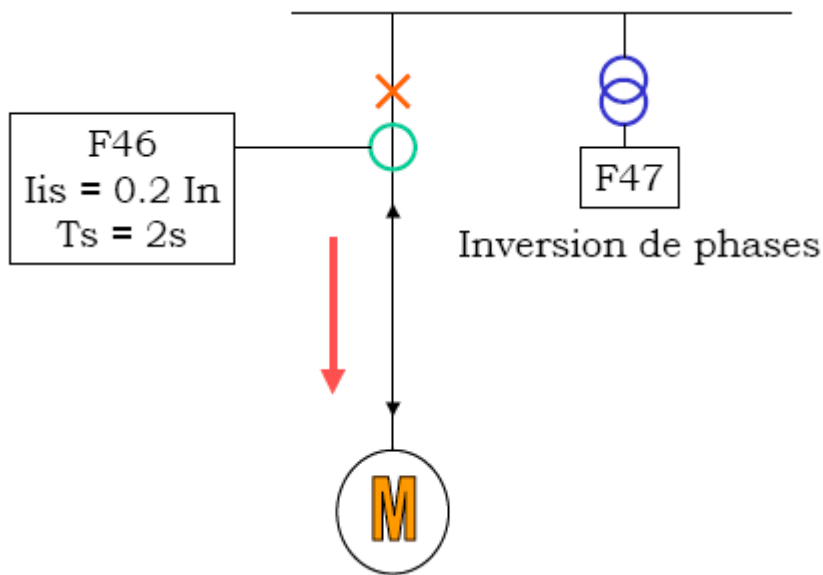 F46
Iis = 0.2 In
Ts = 2s
F47
Inversion de phases
M